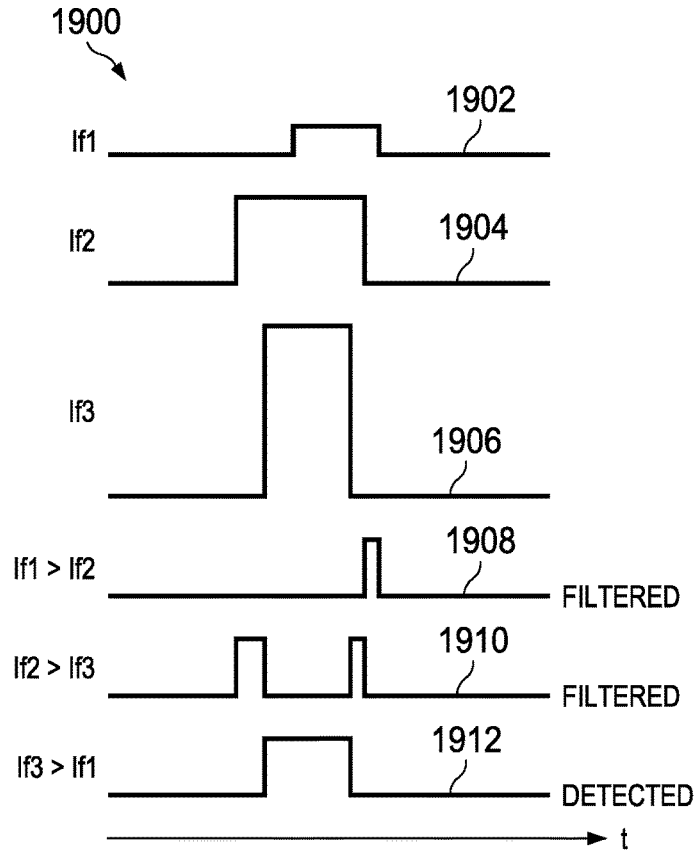 1900
1902
If1
If2
1904
If3
1906
1908
If1 > If2
FILTERED
1910
If2 > If3
FILTERED
1912
If3 > If1
DETECTED
t